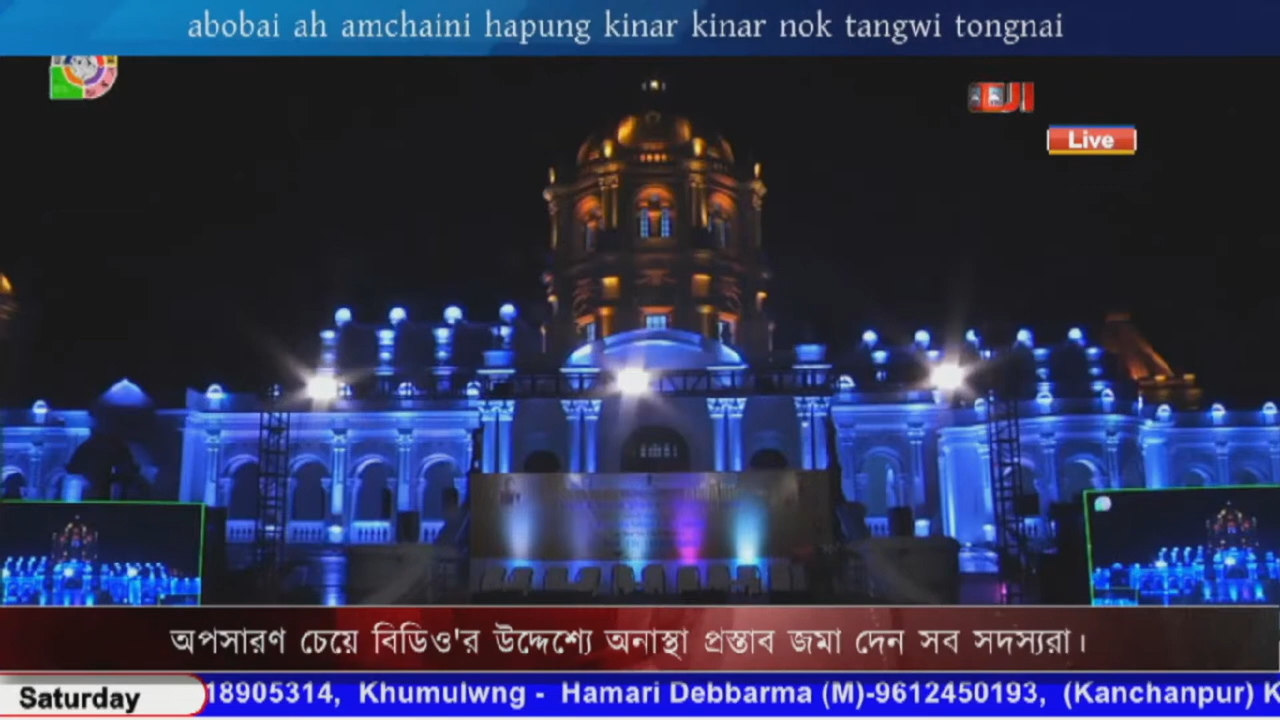 abobai ah amchaini hapung kinar kinar nok tangwi tongnai
Live
অপসারণ চেয়ে বিডিও'র উদ্দেশ্যে অনাস্থা প্রস্তাব জমা দেন সব সদস্যরা।
Saturday
18905314, Khumulwng - Hamari Debbarma (M)-9612450193, (Kanchanpur) K